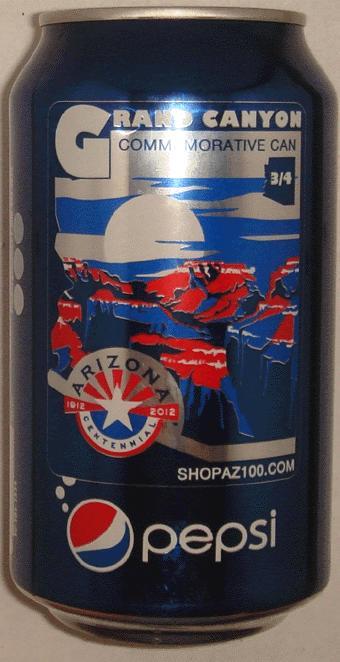 GRAND CANYON
COMMEMORATIVE CAN
3/4
ARIZONA
1912 2012
CENTENNIAL
SHOPAZ100.COM
pepsi